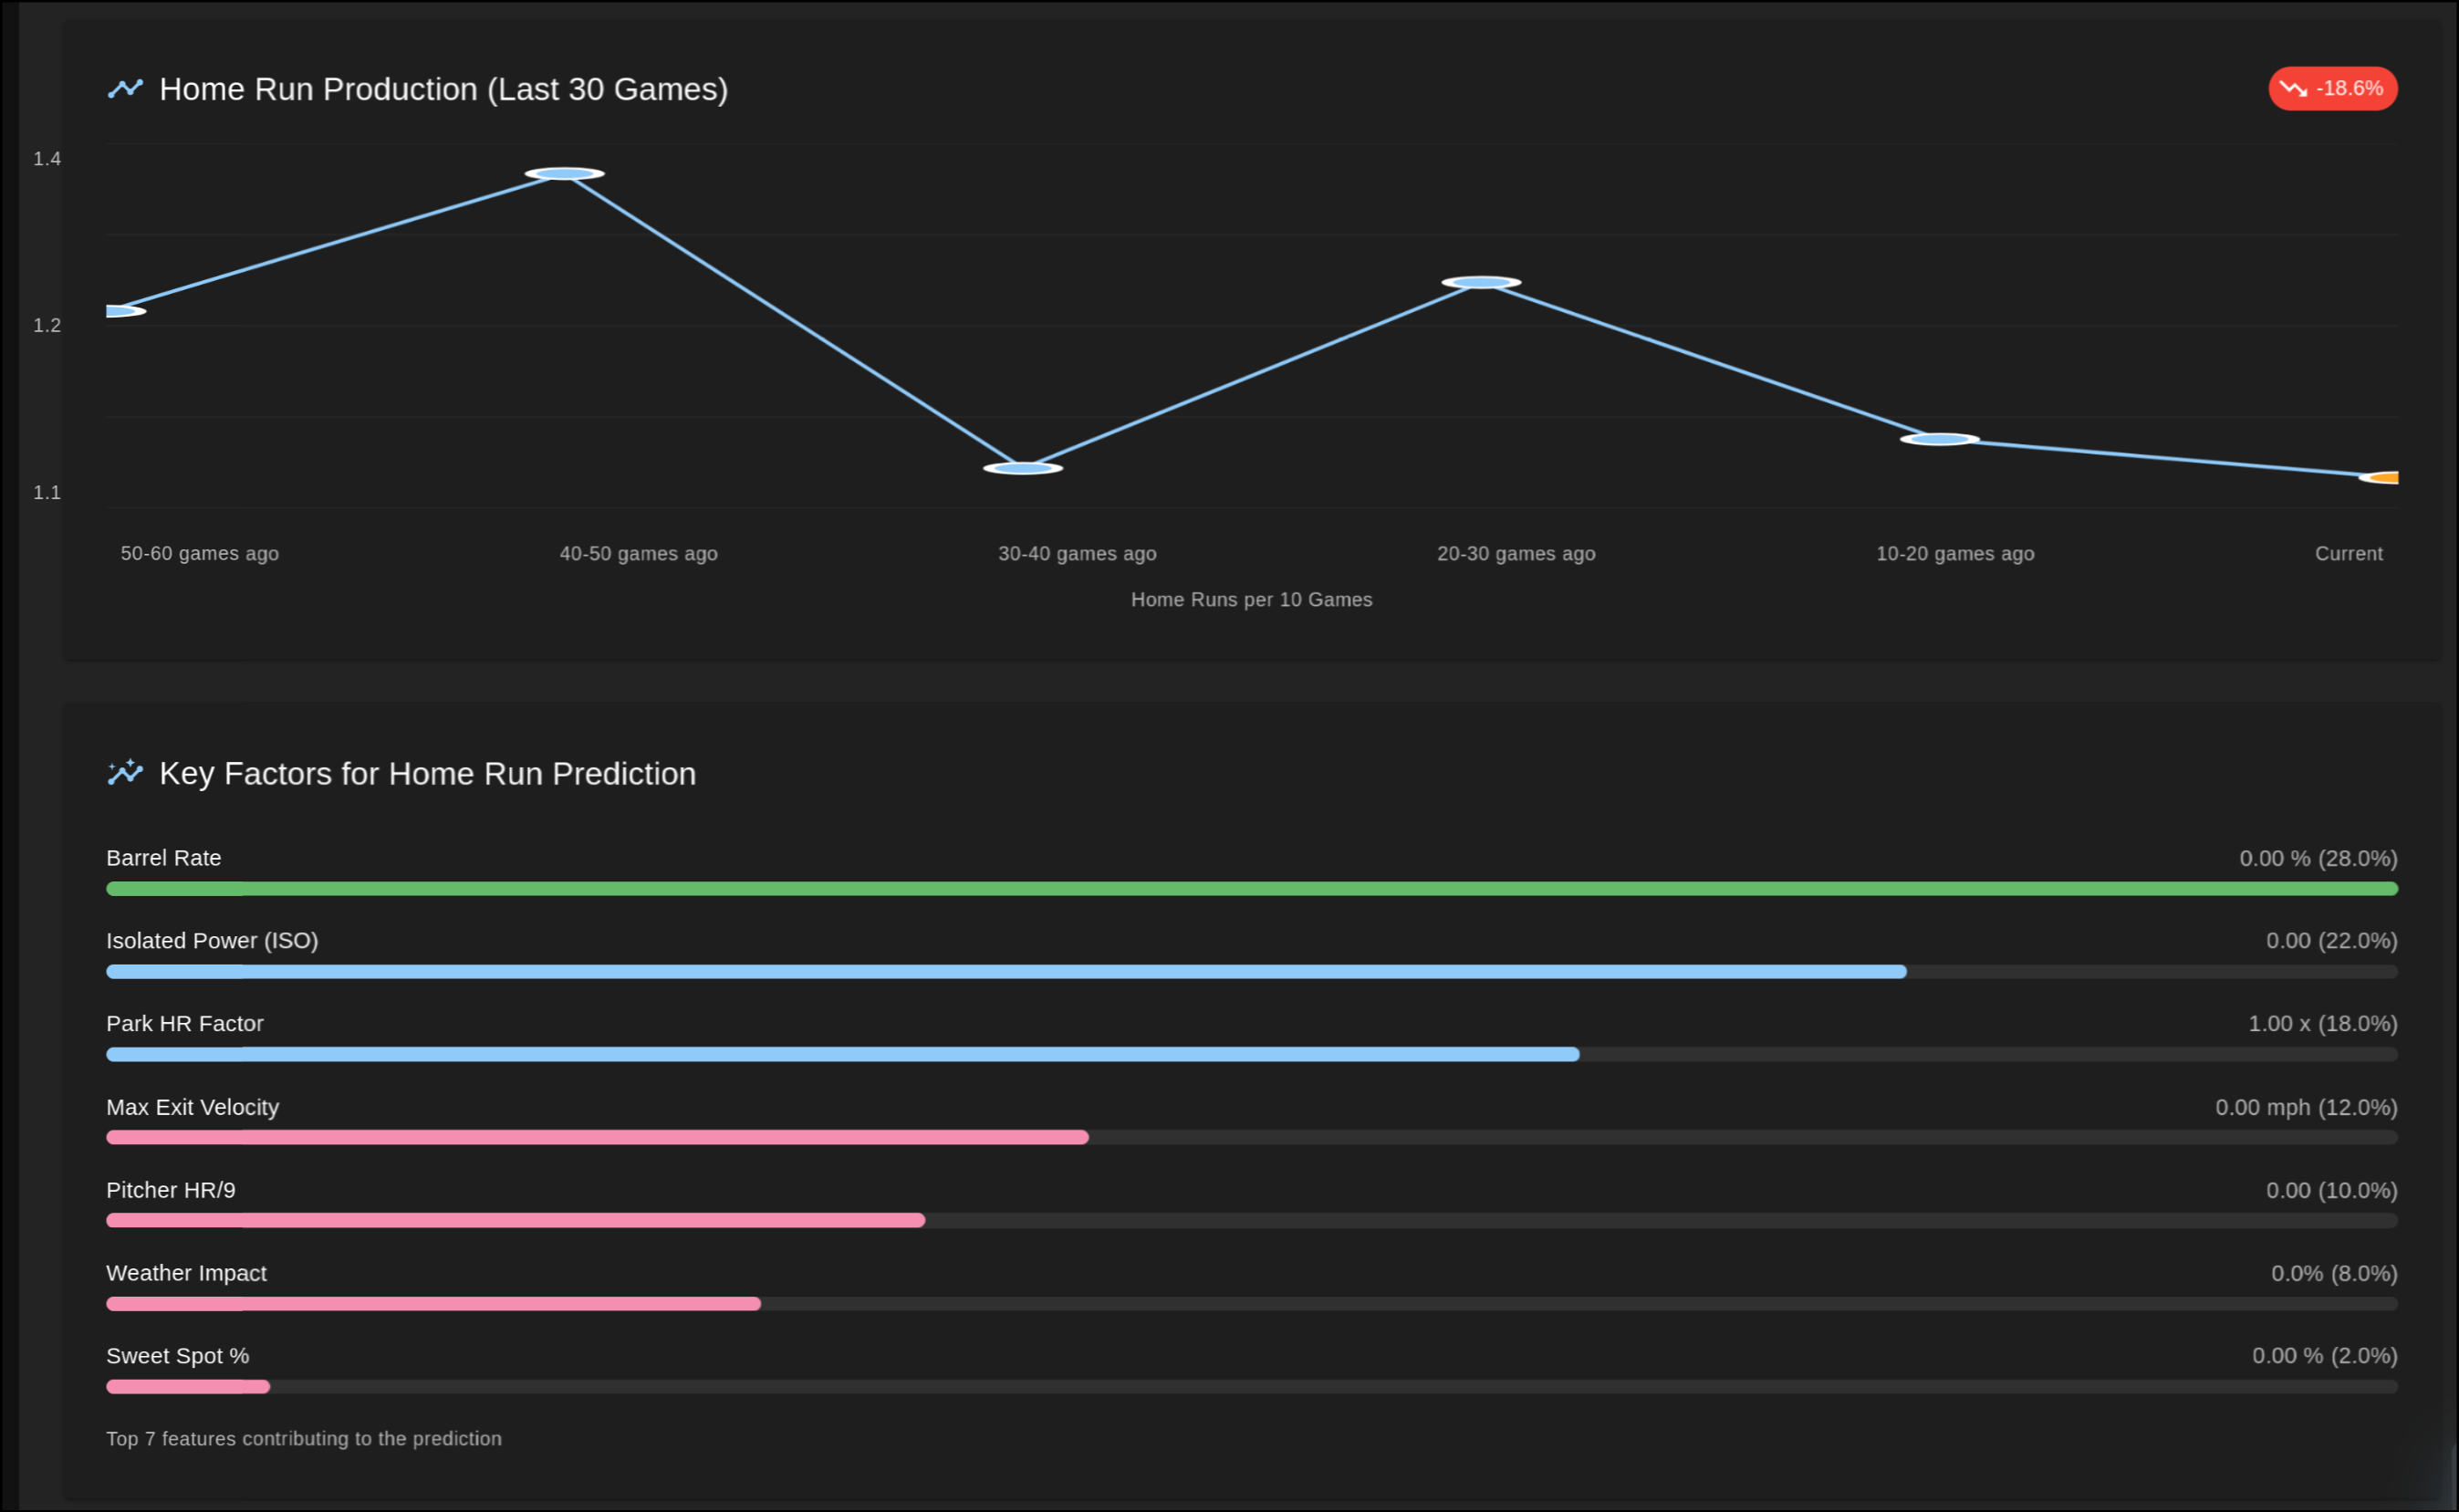 Home Run Production (Last 30 Games)
-18.6%
1.4
1.2
1.1
50-60 games ago
40-50 games ago
30-40 games ago
20-30 games ago
10-20 games ago
Current
Home Runs per 10 Games
Key Factors for Home Run Prediction
Barrel Rate
0.00 % (28.0%)
Isolated Power (ISO)
0.00 (22.0%)
Park HR Factor
1.00 x (18.0%)
Max Exit Velocity
0.00 mph (12.0%)
Pitcher HR/9
0.00 (10.0%)
Weather Impact
0.0% (8.0%)
Sweet Spot %
0.00 % (2.0%)
Top 7 features contributing to the prediction